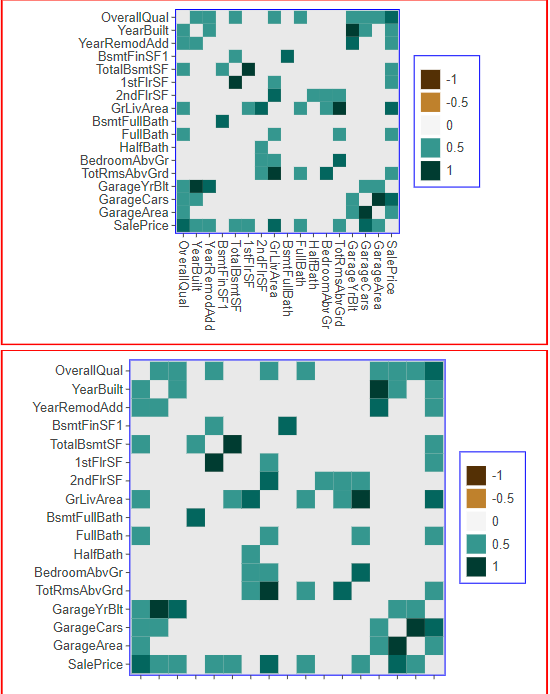 OverallQual
YearBuilt
YearRemodAdd
BsmtFinSF1
TotalBsmtSF
1stFlrSF
2ndFlrSF
GrLivArea
BsmtFullBath
FullBath
HalfBath
BedroomAbvGr
TotRmsAbvGrd
GarageYrBlt
GarageCars
GarageArea
SalePrice
OverallQual
YearBuilt
YearRemodAdd
BsmtFinSF1
TotalBsmtSF
1stFlrSF
2ndFlrSF
GrLivArea
BsmtFullBath
FullBath
HalfBath
BedroomAbvGr
TotRmsAbvGrd
GarageYrBlt
GarageCars
GarageArea
SalePrice
-1
-0.5
0
0.5
1
OverallQual
YearBuilt
YearRemodAdd
BsmtFinSF1
TotalBsmtSF
1stFlrSF
2ndFlrSF
GrLivArea
BsmtFullBath
FullBath
HalfBath
BedroomAbvGr
TotRmsAbvGrd
GarageYrBlt
GarageCars
GarageArea
SalePrice
-1
-0.5
0
0.5
1